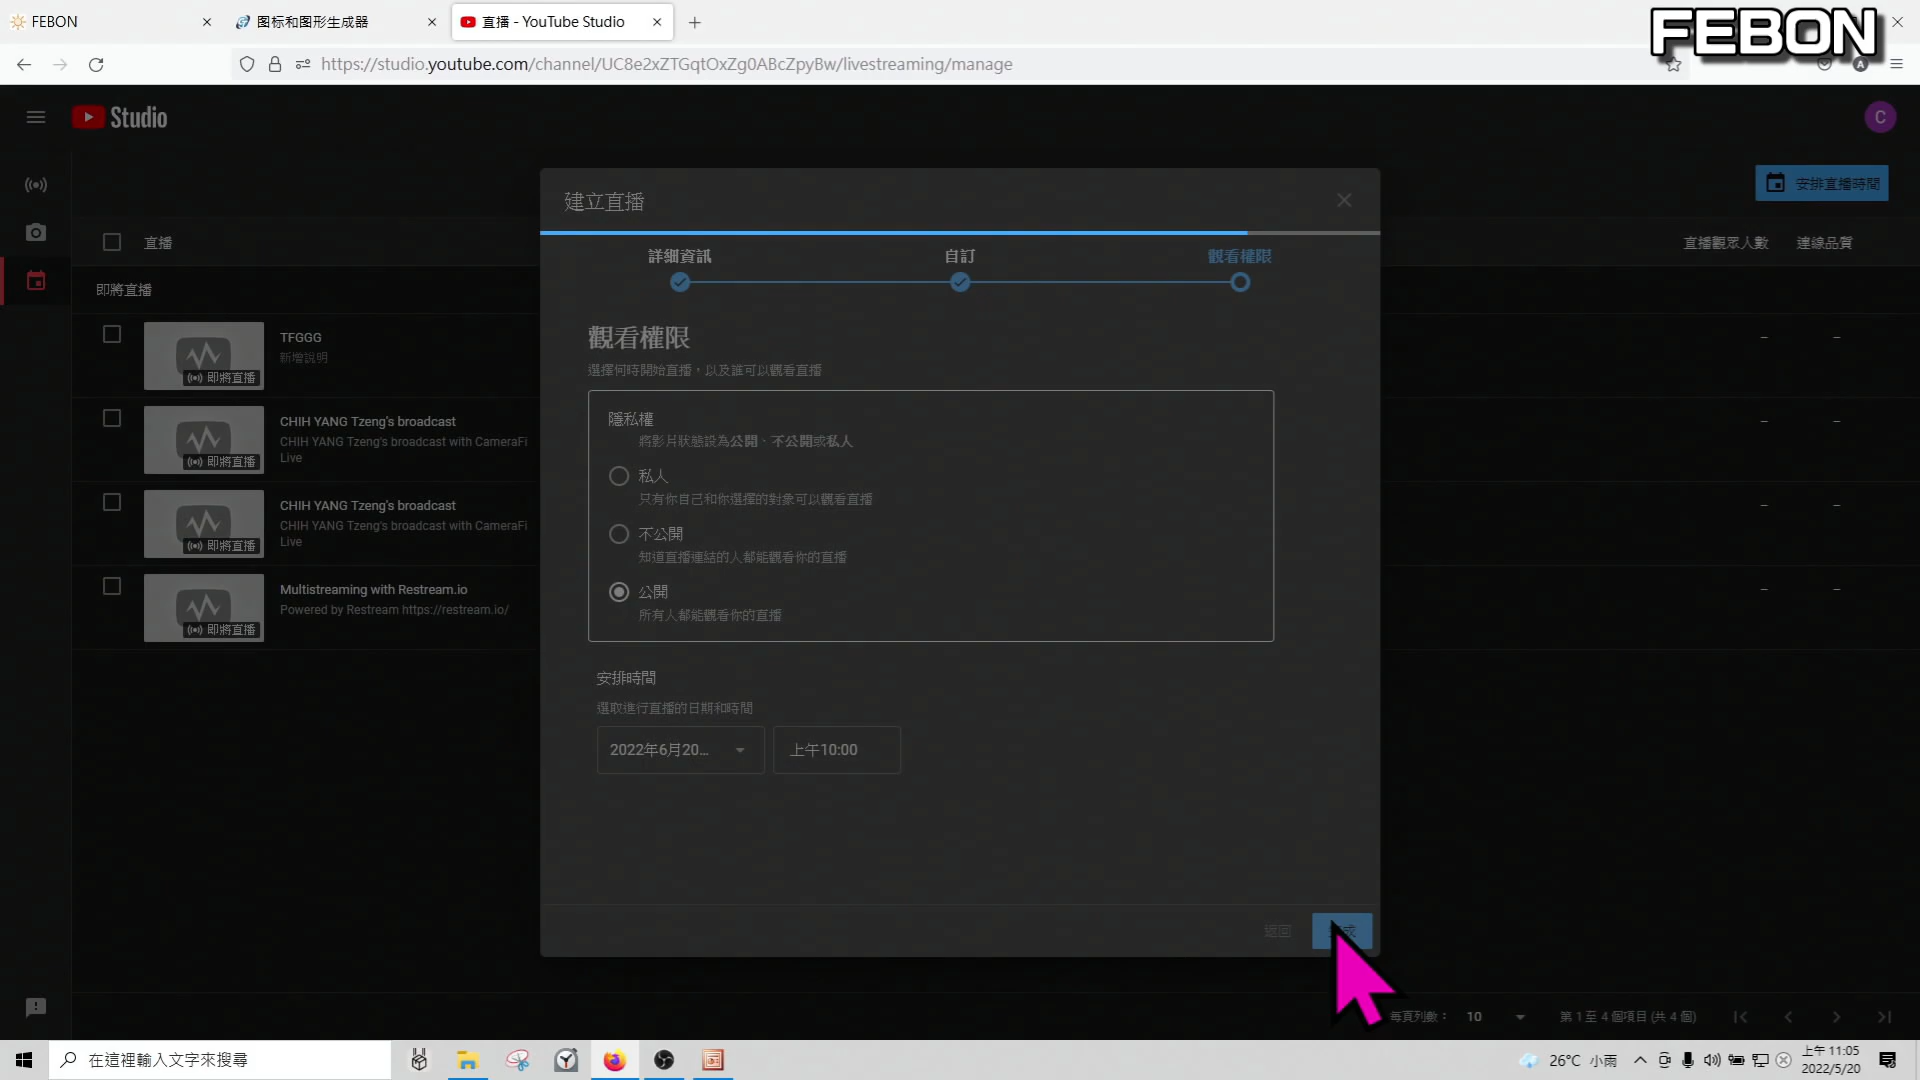 FEBON
图标和图形生成器
直播 - YouTube Studio
FEBON
https://studio.youtube.com/channel/UC8e2xZTGqtOxZg0ABcZpyBw/livestreaming/manage
A
Studio
C
安排直播時間
建立直播
直播
直播觀眾人數
連線品質
詳細資訊
自訂
觀看權限
即將直播
觀看權限
選擇何時開始直播，以及誰可以觀看直播
TFGGG
新增說明
即將直播
隱私權
將影片狀態設為公開、不公開或私人
CHIH YANG Tzeng's broadcast
CHIH YANG Tzeng's broadcast with CameraFi
Live
即將直播
私人
只有你自己和你選擇的對象可以觀看直播
CHIH YANG Tzeng's broadcast
CHIH YANG Tzeng's broadcast with CameraFi
Live
即將直播
不公開
知道直播連結的人都能觀看你的直播
Multistreaming with Restream.io
Powered by Restream https://restream.io/
即將直播
公開
所有人都能觀看你的直播
安排時間
選取進行直播的日期和時間
2022年6月20...
上午10:00
返回
每頁列數：
10
第 1 至 4 個項目 (共 4 個)
在這裡輸入文字來搜尋
26°C 小雨
上午 11:05
2022/5/20